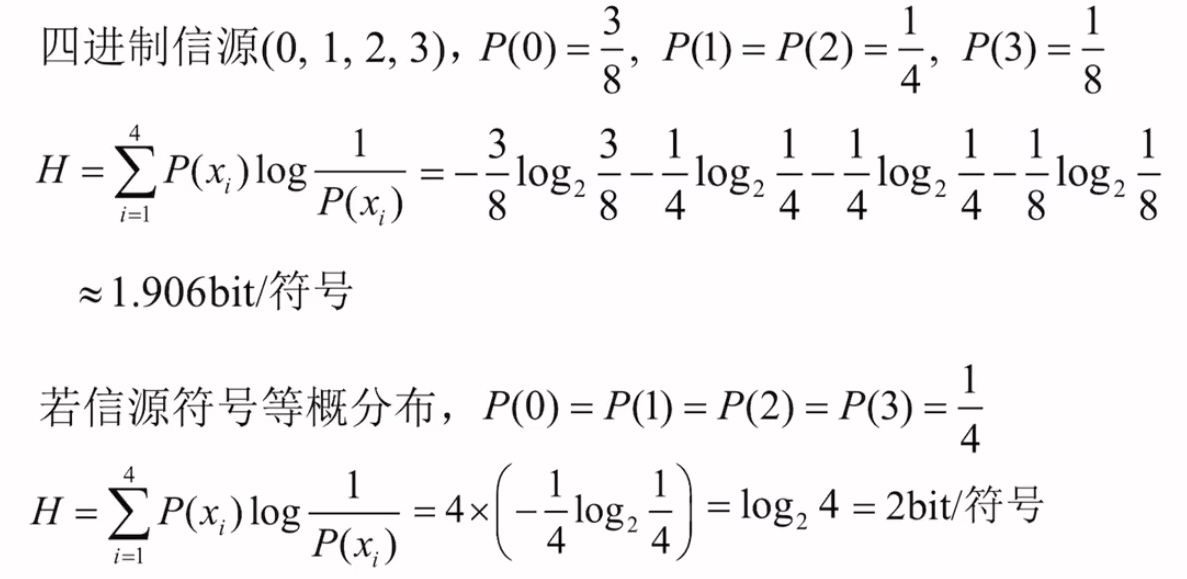 四进制信源(0, 1, 2, 3)，P(0) = 3/8, P(1) = P(2) = 1/4, P(3) = 1/8
H = ∑_{i=1}^{4} P(x_i) log 1/P(x_i) = −3/8 log₂ 3/8 − 1/4 log₂ 1/4 − 1/4 log₂ 1/4 − 1/8 log₂ 1/8
≈ 1.906bit/符号
若信源符号等概分布，P(0) = P(1) = P(2) = P(3) = 1/4
H = ∑_{i=1}^{4} P(x_i) log 1/P(x_i) = 4 × (−1/4 log₂ 1/4) = log₂ 4 = 2bit/符号